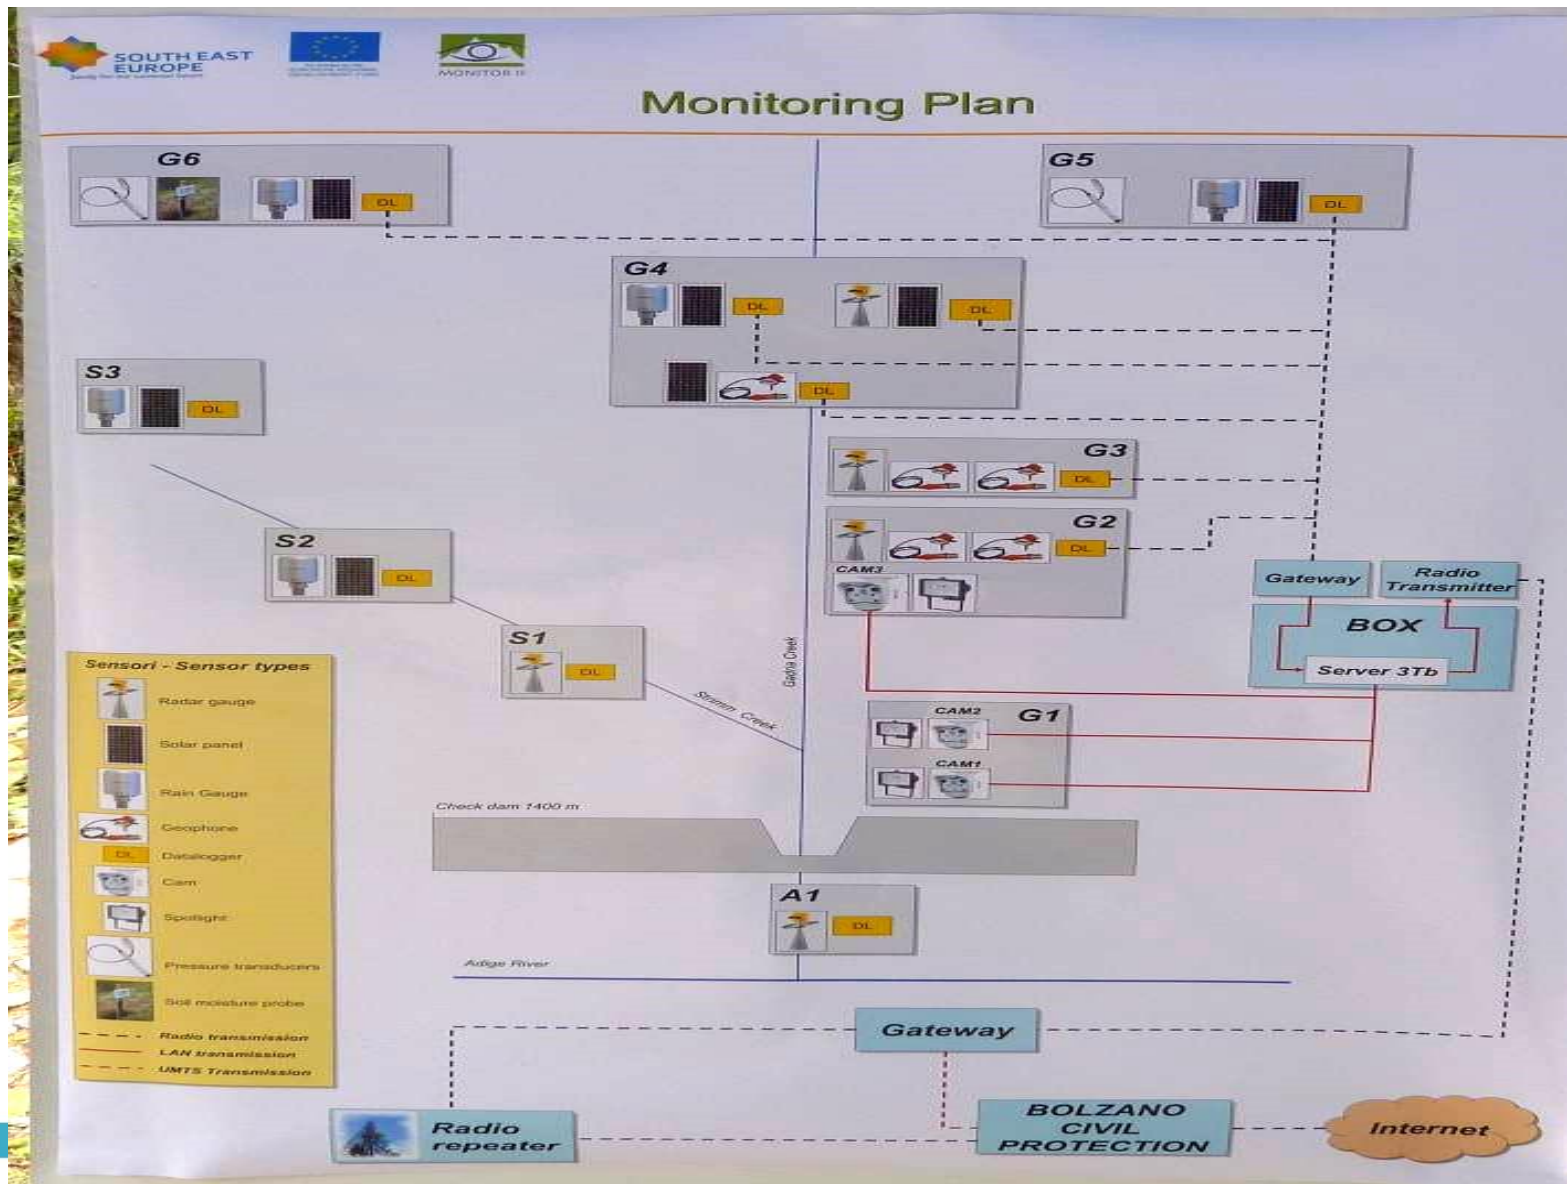 SOUTH EAST
EUROPE
MONITOR II
Monitoring Plan
G6
DL
G5
DL
G4
DL
DL
DL
S3
DL
G3
DL
G2
DL
CAM3
S2
DL
S1
DL
Gadria Creek
Strimm Creek
Gateway
Radio
Transmitter
BOX
Server 3Tb
CAM2
G1
CAM1
Sensori - Sensor types
Radar gauge
Solar panel
Rain Gauge
Geophone
DL
Datalogger
Cam
Spotlight
Pressure transducers
Soil moisture probe
Radio transmission
LAN transmission
UMTS Transmission
Check dam 1400 m
A1
DL
Adige River
Gateway
Radio
repeater
BOLZANO
CIVIL
PROTECTION
Internet